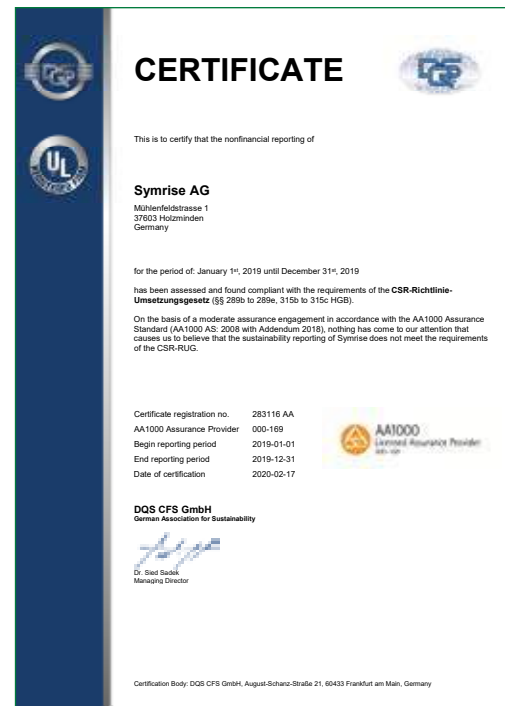 DQS
CERTIFICATE
DQS
UL
This is to certify that the nonfinancial reporting of
Symrise AG
Mühlenfeldstrasse 1
37603 Holzminden
Germany
for the period of: January 1st, 2019 until December 31st, 2019
has been assessed and found compliant with the requirements of the CSR-Richtlinie-
Umsetzungsgesetz (§§ 289b to 289e, 315b to 315c HGB).
On the basis of a moderate assurance engagement in accordance with the AA1000 Assurance
Standard (AA1000 AS: 2008 with Addendum 2018), nothing has come to our attention that
causes us to believe that the sustainability reporting of Symrise does not meet the requirements
of the CSR-RUG.
Certificate registration no. 283116 AA
AA1000 Assurance Provider 000-169
Begin reporting period 2019-01-01
End reporting period 2019-12-31
Date of certification 2020-02-17
AA1000
Licensed Assurance Provider
DQS CFS GmbH
German Association for Sustainability
Dr. Sied Sadek
Managing Director
Certification Body: DQS CFS GmbH, August-Schanz-Straße 21, 60433 Frankfurt am Main, Germany